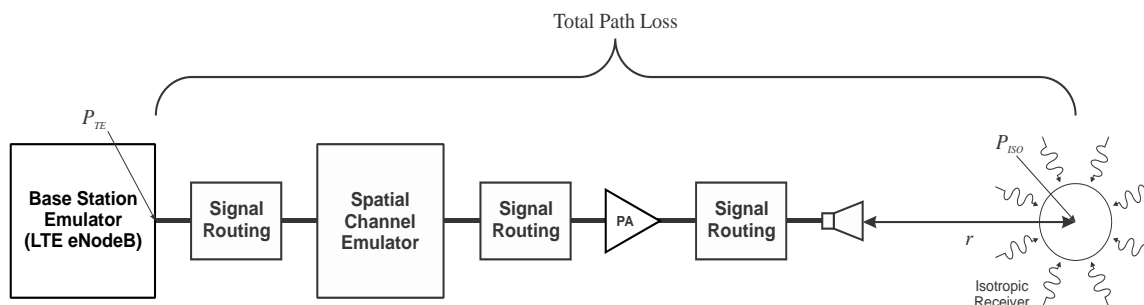 Total Path Loss
P_TE
P_ISO
Base Station
Emulator
(LTE eNodeB)
Signal
Routing
Spatial
Channel
Emulator
Signal
Routing
PA
Signal
Routing
r
Isotropic
Receiver